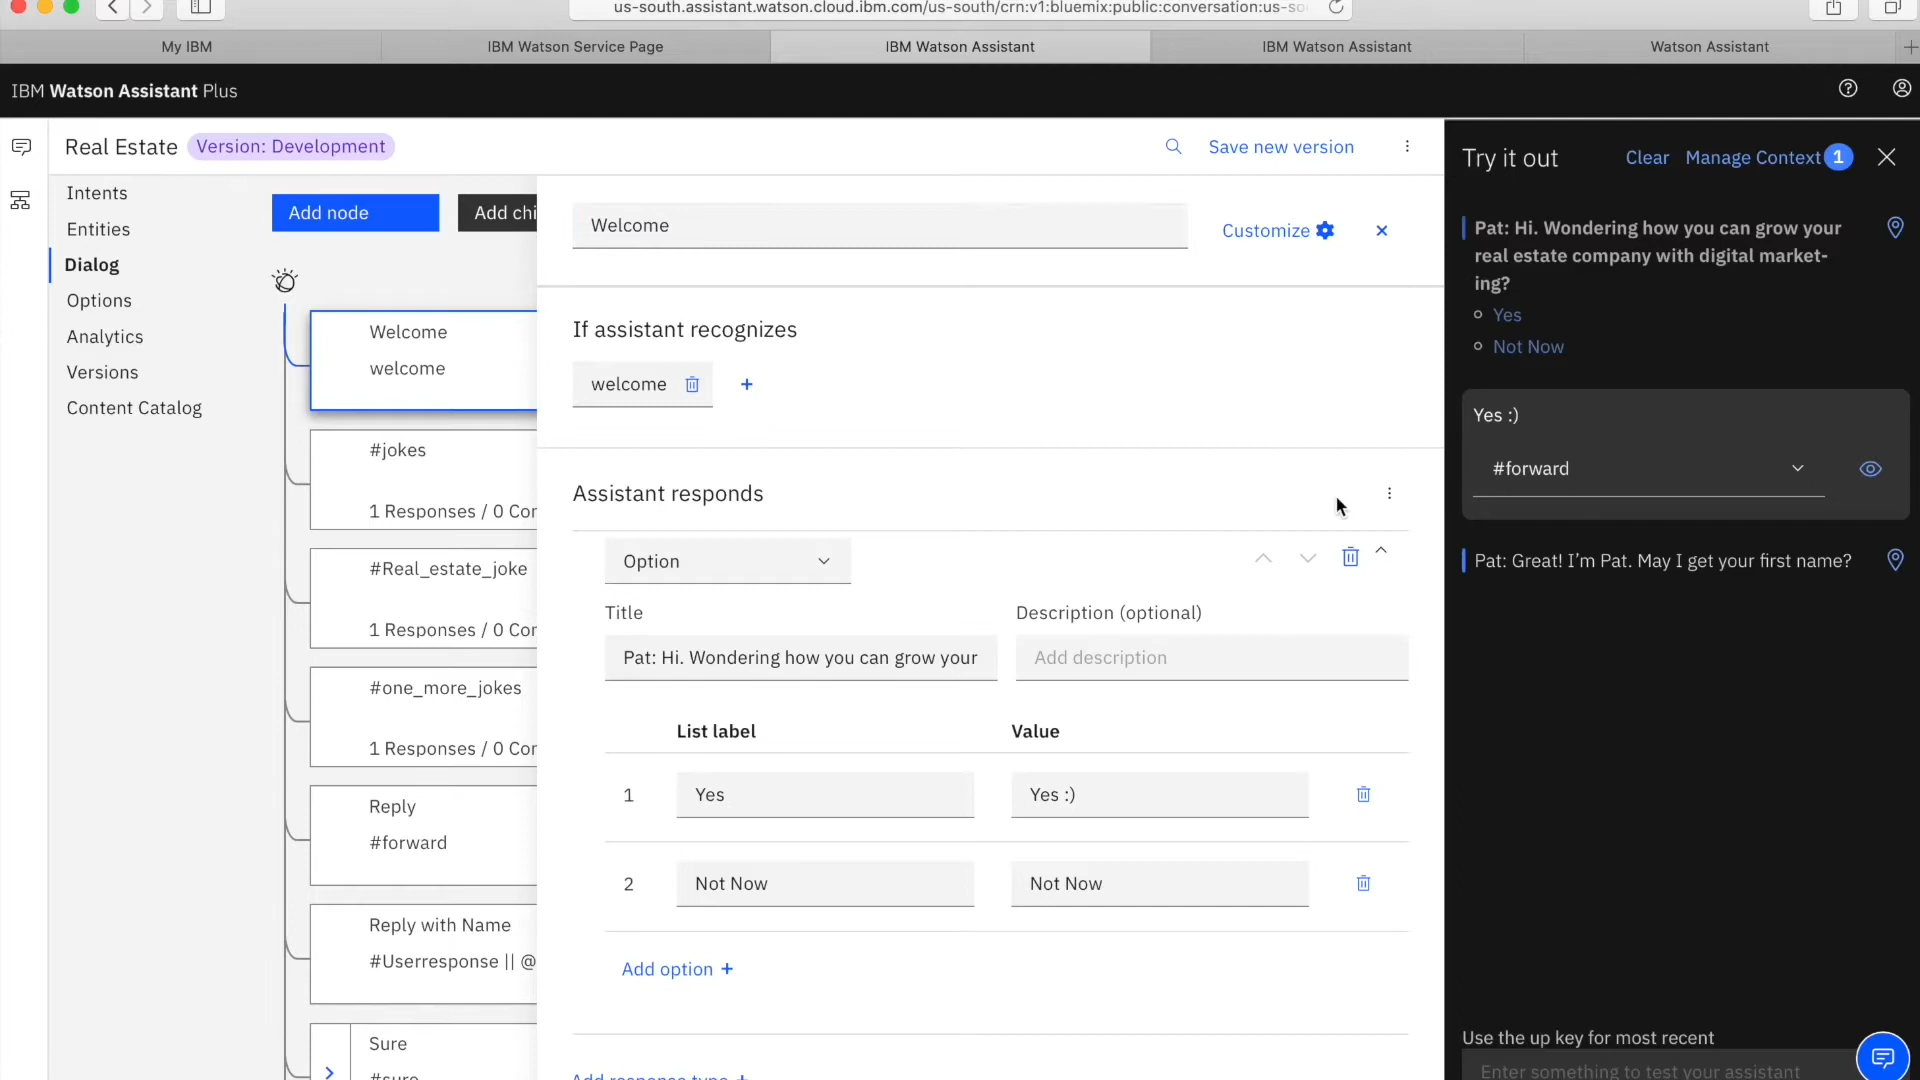 us-south.assistant.watson.cloud.ibm.com/us-south/crn:v1:bluemix:public:conversation:us-so
My IBM
IBM Watson Service Page
IBM Watson Assistant
IBM Watson Assistant
Watson Assistant
IBM Watson Assistant Plus
Real Estate
Version: Development
Save new version
Intents
Entities
Dialog
Options
Analytics
Versions
Content Catalog
Add node
Add chi
Welcome
welcome
#jokes
1 Responses / 0 Cor
#Real_estate_joke
1 Responses / 0 Cor
#one_more_jokes
1 Responses / 0 Cor
Reply
#forward
Reply with Name
#Userresponse || @
Sure
#sure
Welcome
Customize
If assistant recognizes
welcome
Assistant responds
Option
Title
Description (optional)
Pat: Hi. Wondering how you can grow your
Add description
List label
Value
1
Yes
Yes :)
2
Not Now
Not Now
Add option +
Add response type +
Try it out
Clear
Manage Context 1
Pat: Hi. Wondering how you can grow your
real estate company with digital market-
ing?
Yes
Not Now
Yes :)
#forward
Pat: Great! I’m Pat. May I get your first name?
Use the up key for most recent
Enter something to test your assistant